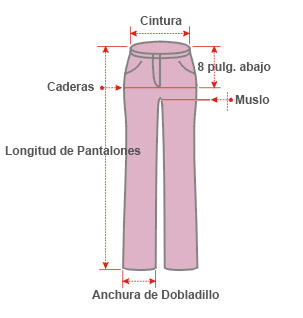 Cintura
8 pulg. abajo
Caderas
Muslo
Longitud de Pantalones
Anchura de Dobladillo